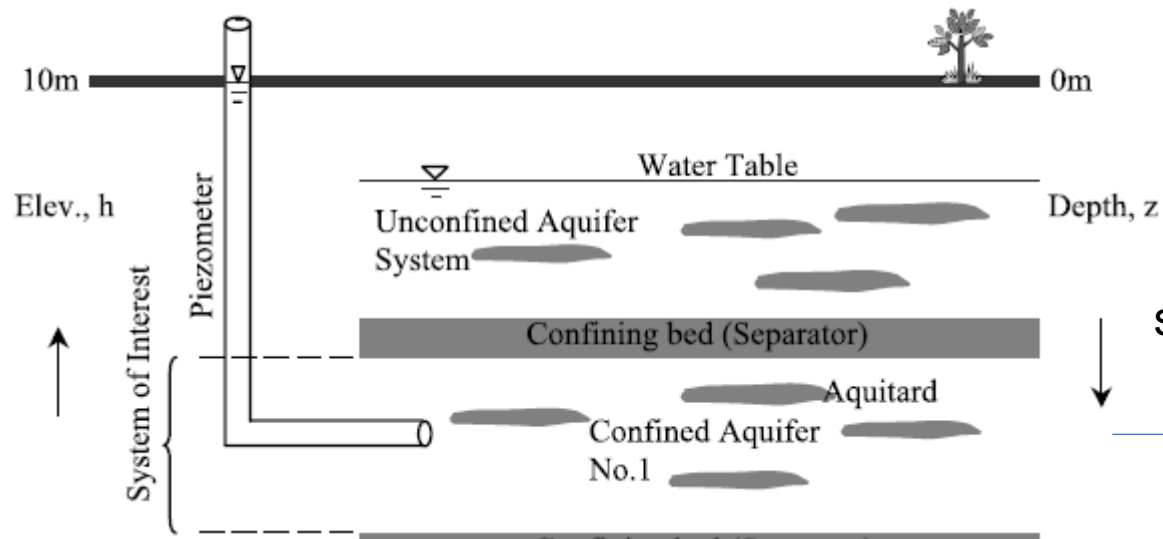 10m
0m
Water Table
Elev., h
Depth, z
Piezometer
Unconfined Aquifer
System
Confining bed (Separator)
S
System of Interest
Aquitard
Confined Aquifer
No.1